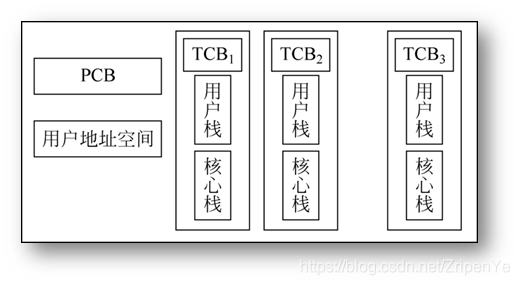 PCB
用户地址空间
TCB₁
用户栈
核心栈
TCB₂
用户栈
核心栈
TCB₃
用户栈
核心栈
https://blog.csdn.net/ZripenYe